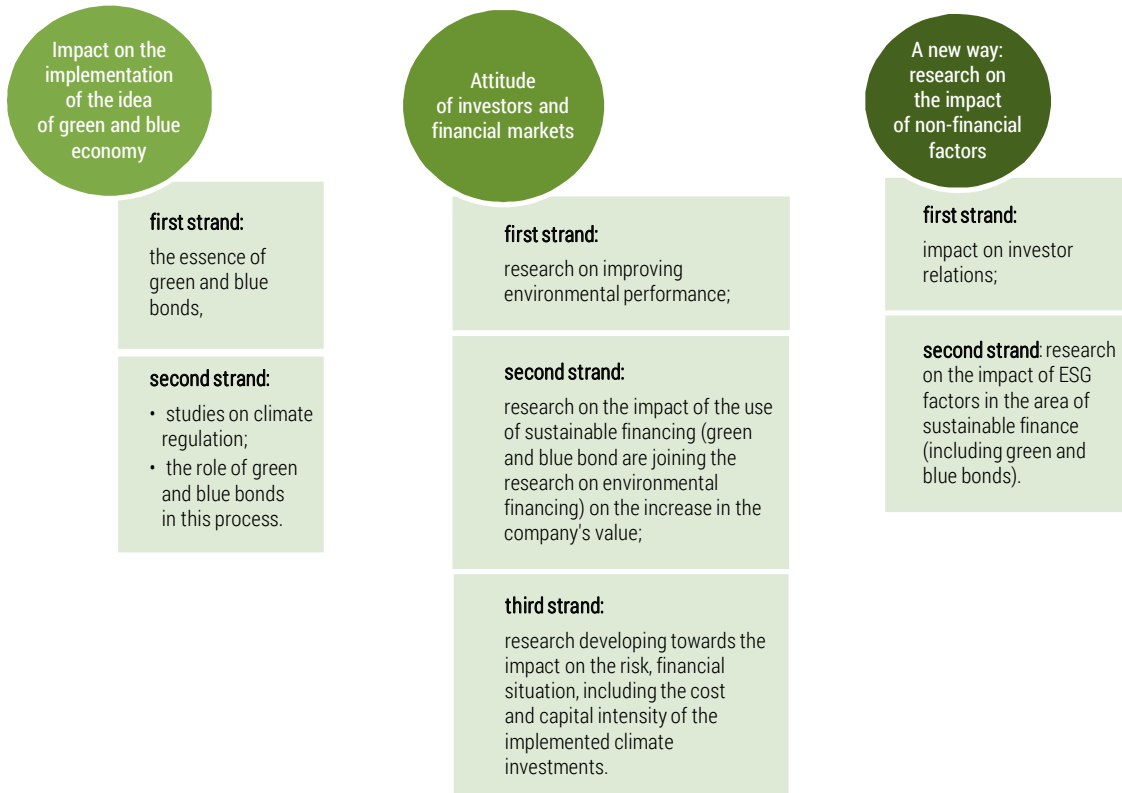 Impact on the
implementation
of the idea
of green and blue
economy
first strand:
the essence of
green and blue
bonds,
second strand:
• studies on climate
regulation;
• the role of green
and blue bonds
in this process.
Attitude
of investors and
financial markets
first strand:
research on improving
environmental performance;
second strand:
research on the impact of the use
of sustainable financing (green
and blue bond are joining the
research on environmental
financing) on the increase in the
company's value;
third strand:
research developing towards the
impact on the risk, financial
situation, including the cost
and capital intensity of the
implemented climate
investments.
A new way:
research on
the impact
of non-financial
factors
first strand:
impact on investor
relations;
second strand: research
on the impact of ESG
factors in the area of
sustainable finance
(including green and
blue bonds).